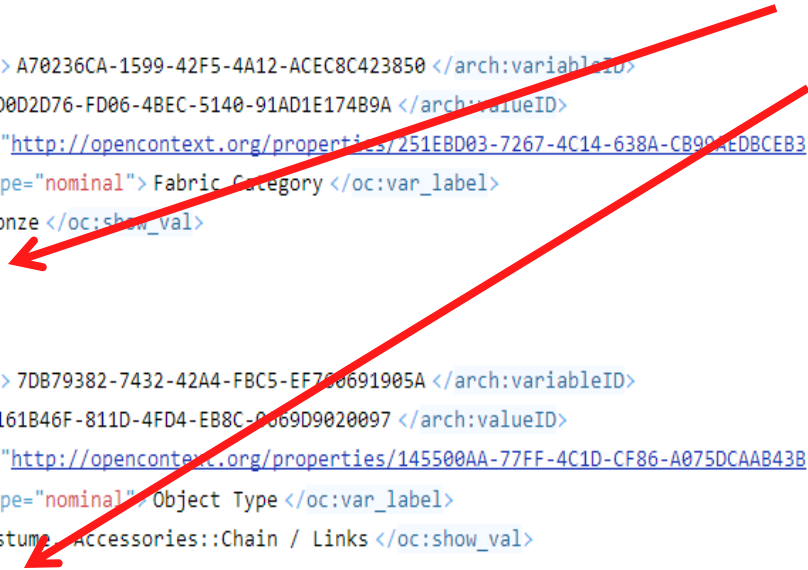 > A70236CA-1599-42F5-4A12-ACEC8C423850 </arch:variableID>
D0D2D76-FD06-4BEC-5140-91AD1E174B9A </arch:valueID>
"http://opencontext.org/properties/251EBD03-7267-4C14-638A-CB99AEDBCEB3
pe="nominal"> Fabric Category </oc:var_label>
onze </oc:show_val>
> 7DB79382-7432-42A4-FBC5-EF760691905A </arch:variableID>
161B46F-811D-4FD4-EB8C-0669D9020097 </arch:valueID>
"http://opencontext.org/properties/145500AA-77FF-4C1D-CF86-A075DCAAB43B
pe="nominal"> Object Type </oc:var_label>
stume, Accessories::Chain / Links </oc:show_val>